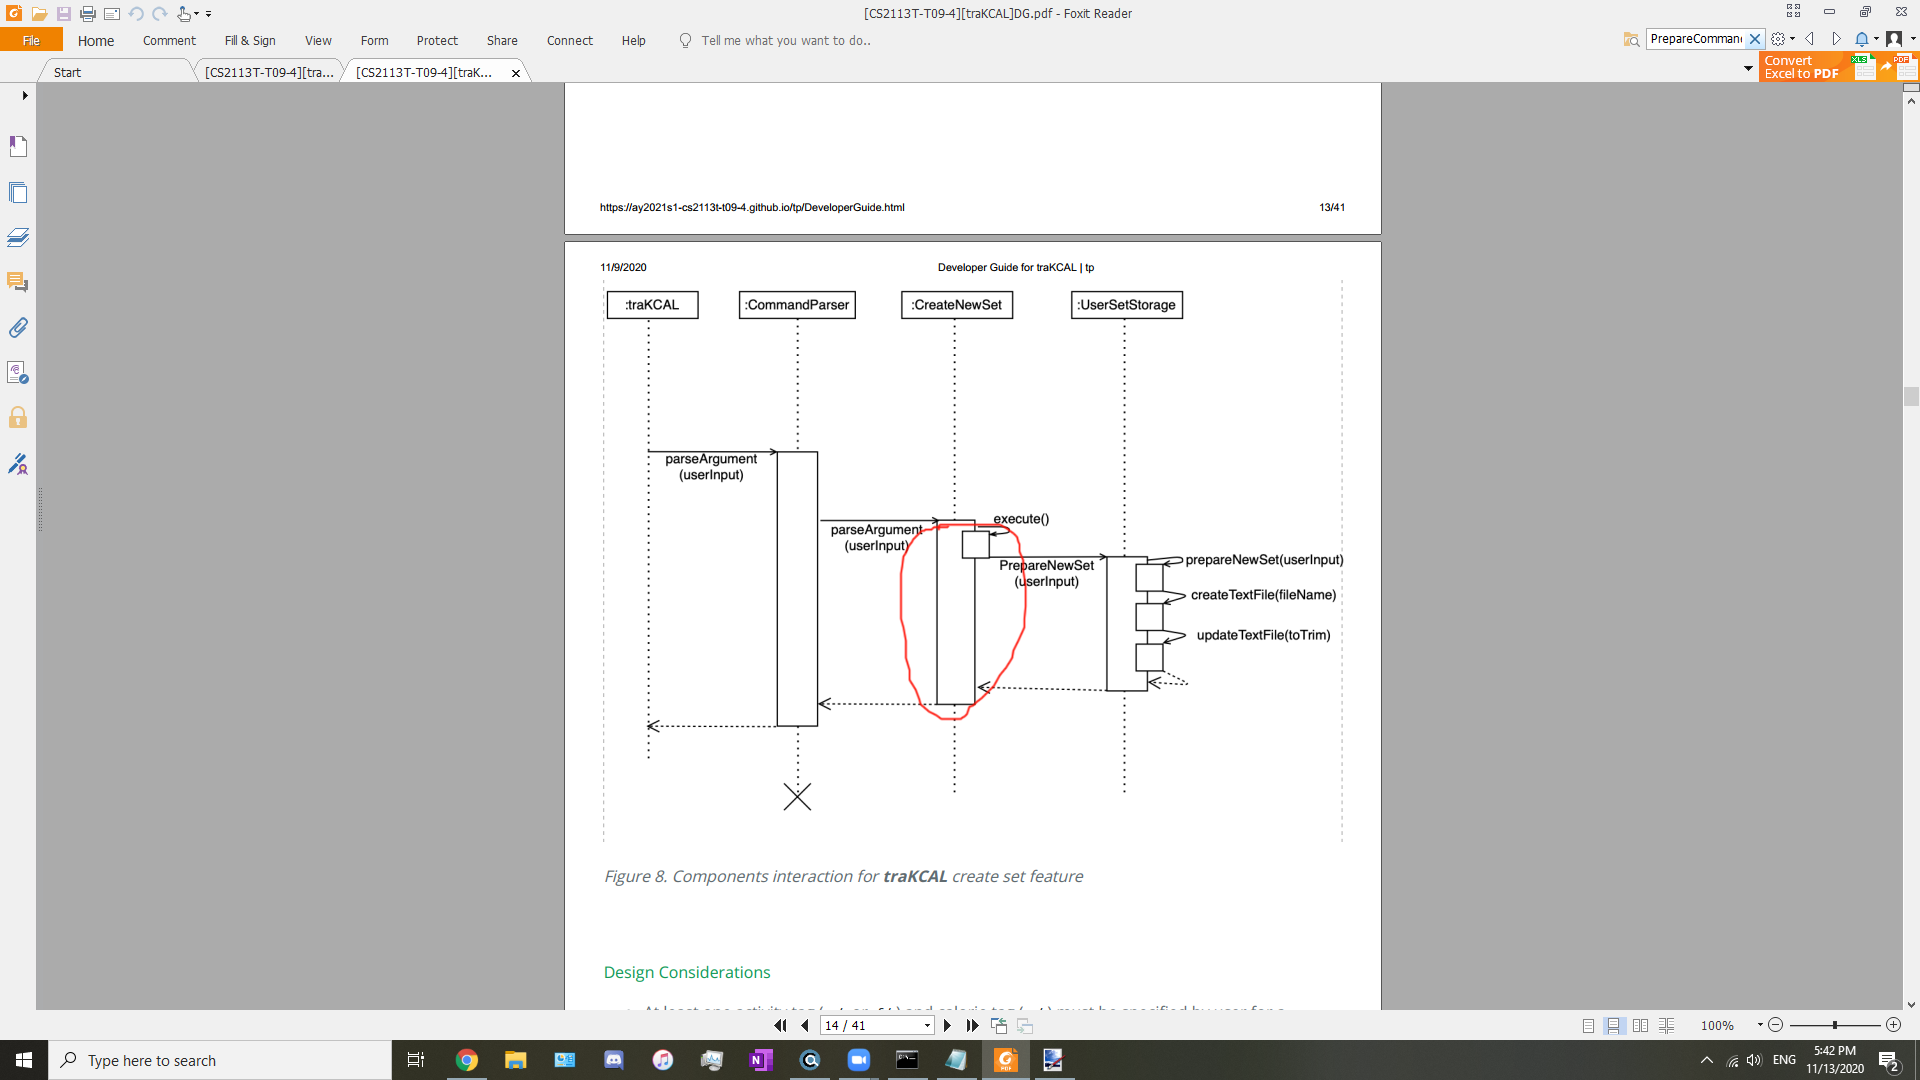 [CS2113T-T09-4][traKCAL]DG.pdf - Foxit Reader
File Home Comment Fill & Sign View Form Protect Share Connect Help Tell me what you want to do..
PrepareComman
Start
[CS2113T-T09-4][tra...
[CS2113T-T09-4][traK...
Convert
Excel to PDF
XLS
PDF
https://ay2021s1-cs2113t-t09-4.github.io/tp/DeveloperGuide.html
13/41
11/9/2020
Developer Guide for traKCAL | tp
:traKCAL
:CommandParser
:CreateNewSet
:UserSetStorage
parseArgument
(userInput)
parseArgument
(userInput)
execute()
PrepareNewSet
(userInput)
prepareNewSet(userInput)
createTextFile(fileName)
updateTextFile(toTrim)
Figure 8. Components interaction for traKCAL create set feature
Design Considerations
14 / 41
100%
Type here to search
ENG
5:42 PM
11/13/2020
2